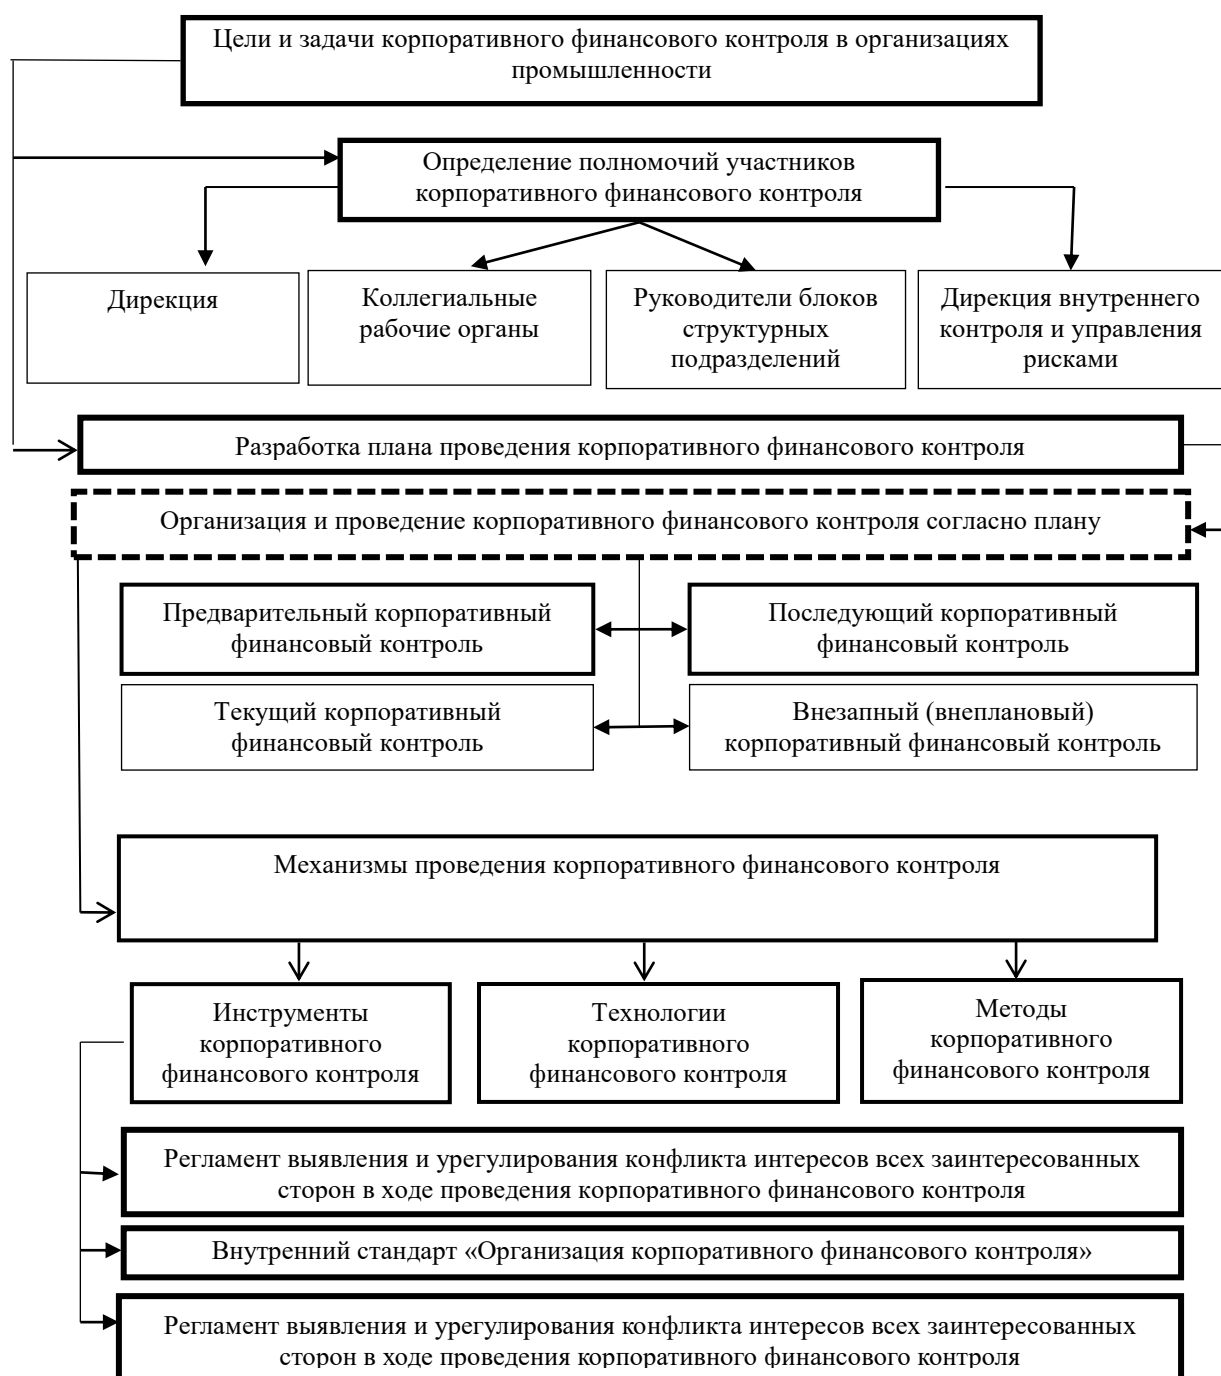 Цели и задачи корпоративного финансового контроля в организациях
промышленности
Определение полномочий участников
корпоративного финансового контроля
Дирекция
Коллегиальные
рабочие органы
Руководители блоков
структурных
подразделений
Дирекция внутреннего
контроля и управления
рисками
Разработка плана проведения корпоративного финансового контроля
Организация и проведение корпоративного финансового контроля согласно плану
Предварительный корпоративный
финансовый контроль
Последующий корпоративный
финансовый контроль
Текущий корпоративный
финансовый контроль
Внезапный (внеплановый)
корпоративный финансовый контроль
Механизмы проведения корпоративного финансового контроля
Инструменты
корпоративного
финансового контроля
Технологии
корпоративного
финансового контроля
Методы
корпоративного
финансового контроля
Регламент выявления и урегулирования конфликта интересов всех заинтересованных
сторон в ходе проведения корпоративного финансового контроля
Внутренний стандарт «Организация корпоративного финансового контроля»
Регламент выявления и урегулирования конфликта интересов всех заинтересованных
сторон в ходе проведения корпоративного финансового контроля